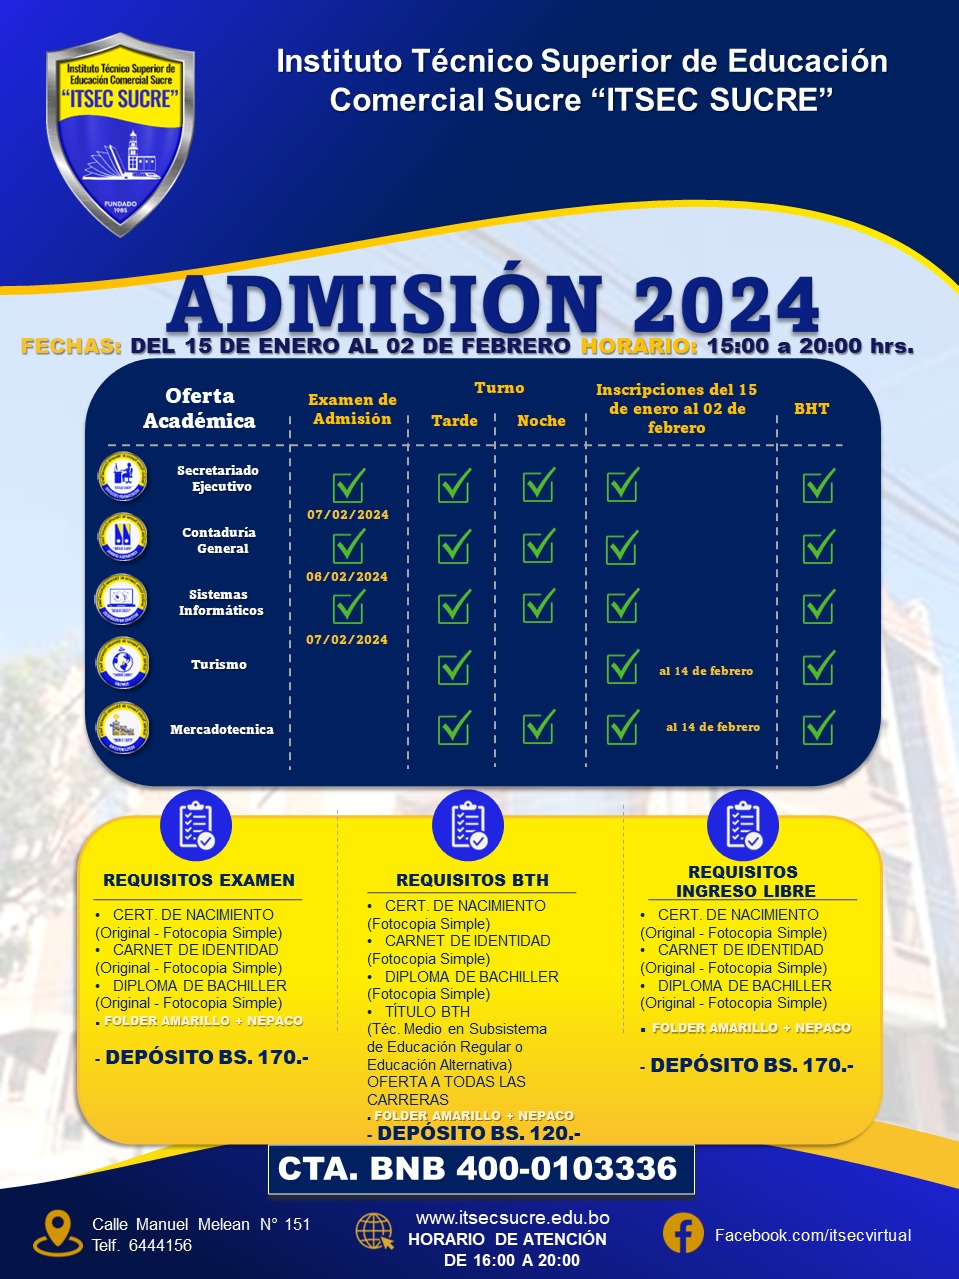 Instituto Técnico Superior de
Educación Comercial Sucre
“ITSEC SUCRE”
FUNDADO
1985
Instituto Técnico Superior de Educación
Comercial Sucre “ITSEC SUCRE”
ADMISIÓN 2024
FECHAS: DEL 15 DE ENERO AL 02 DE FEBRERO HORARIO: 15:00 a 20:00 hrs.
Oferta
Académica
Examen de
Admisión
Turno
Tarde
Noche
Inscripciones del 15
de enero al 02 de
febrero
BHT
Secretariado
Ejecutivo
07/02/2024
Contaduría
General
06/02/2024
Sistemas
Informáticos
07/02/2024
Turismo
al 14 de febrero
Mercadotecnica
al 14 de febrero
REQUISITOS EXAMEN
• CERT. DE NACIMIENTO
(Original - Fotocopia Simple)
• CARNET DE IDENTIDAD
(Original - Fotocopia Simple)
• DIPLOMA DE BACHILLER
(Original - Fotocopia Simple)
▪ FOLDER AMARILLO + NEPACO
- DEPÓSITO BS. 170.-
REQUISITOS BTH
• CERT. DE NACIMIENTO
(Fotocopia Simple)
• CARNET DE IDENTIDAD
(Fotocopia Simple)
• DIPLOMA DE BACHILLER
(Fotocopia Simple)
• TÍTULO BTH
(Téc. Medio en Subsistema
de Educación Regular o
Educación Alternativa)
OFERTA A TODAS LAS
CARRERAS
▪ FOLDER AMARILLO + NEPACO
- DEPÓSITO BS. 120.-
REQUISITOS
INGRESO LIBRE
• CERT. DE NACIMIENTO
(Original - Fotocopia Simple)
• CARNET DE IDENTIDAD
(Original - Fotocopia Simple)
• DIPLOMA DE BACHILLER
(Original - Fotocopia Simple)
▪ FOLDER AMARILLO + NEPACO
- DEPÓSITO BS. 170.-
CTA. BNB 400-0103336
Calle Manuel Melean N° 151
Telf. 6444156
www.itsecsucre.edu.bo
HORARIO DE ATENCIÓN
DE 16:00 A 20:00
Facebook.com/itsecvirtual